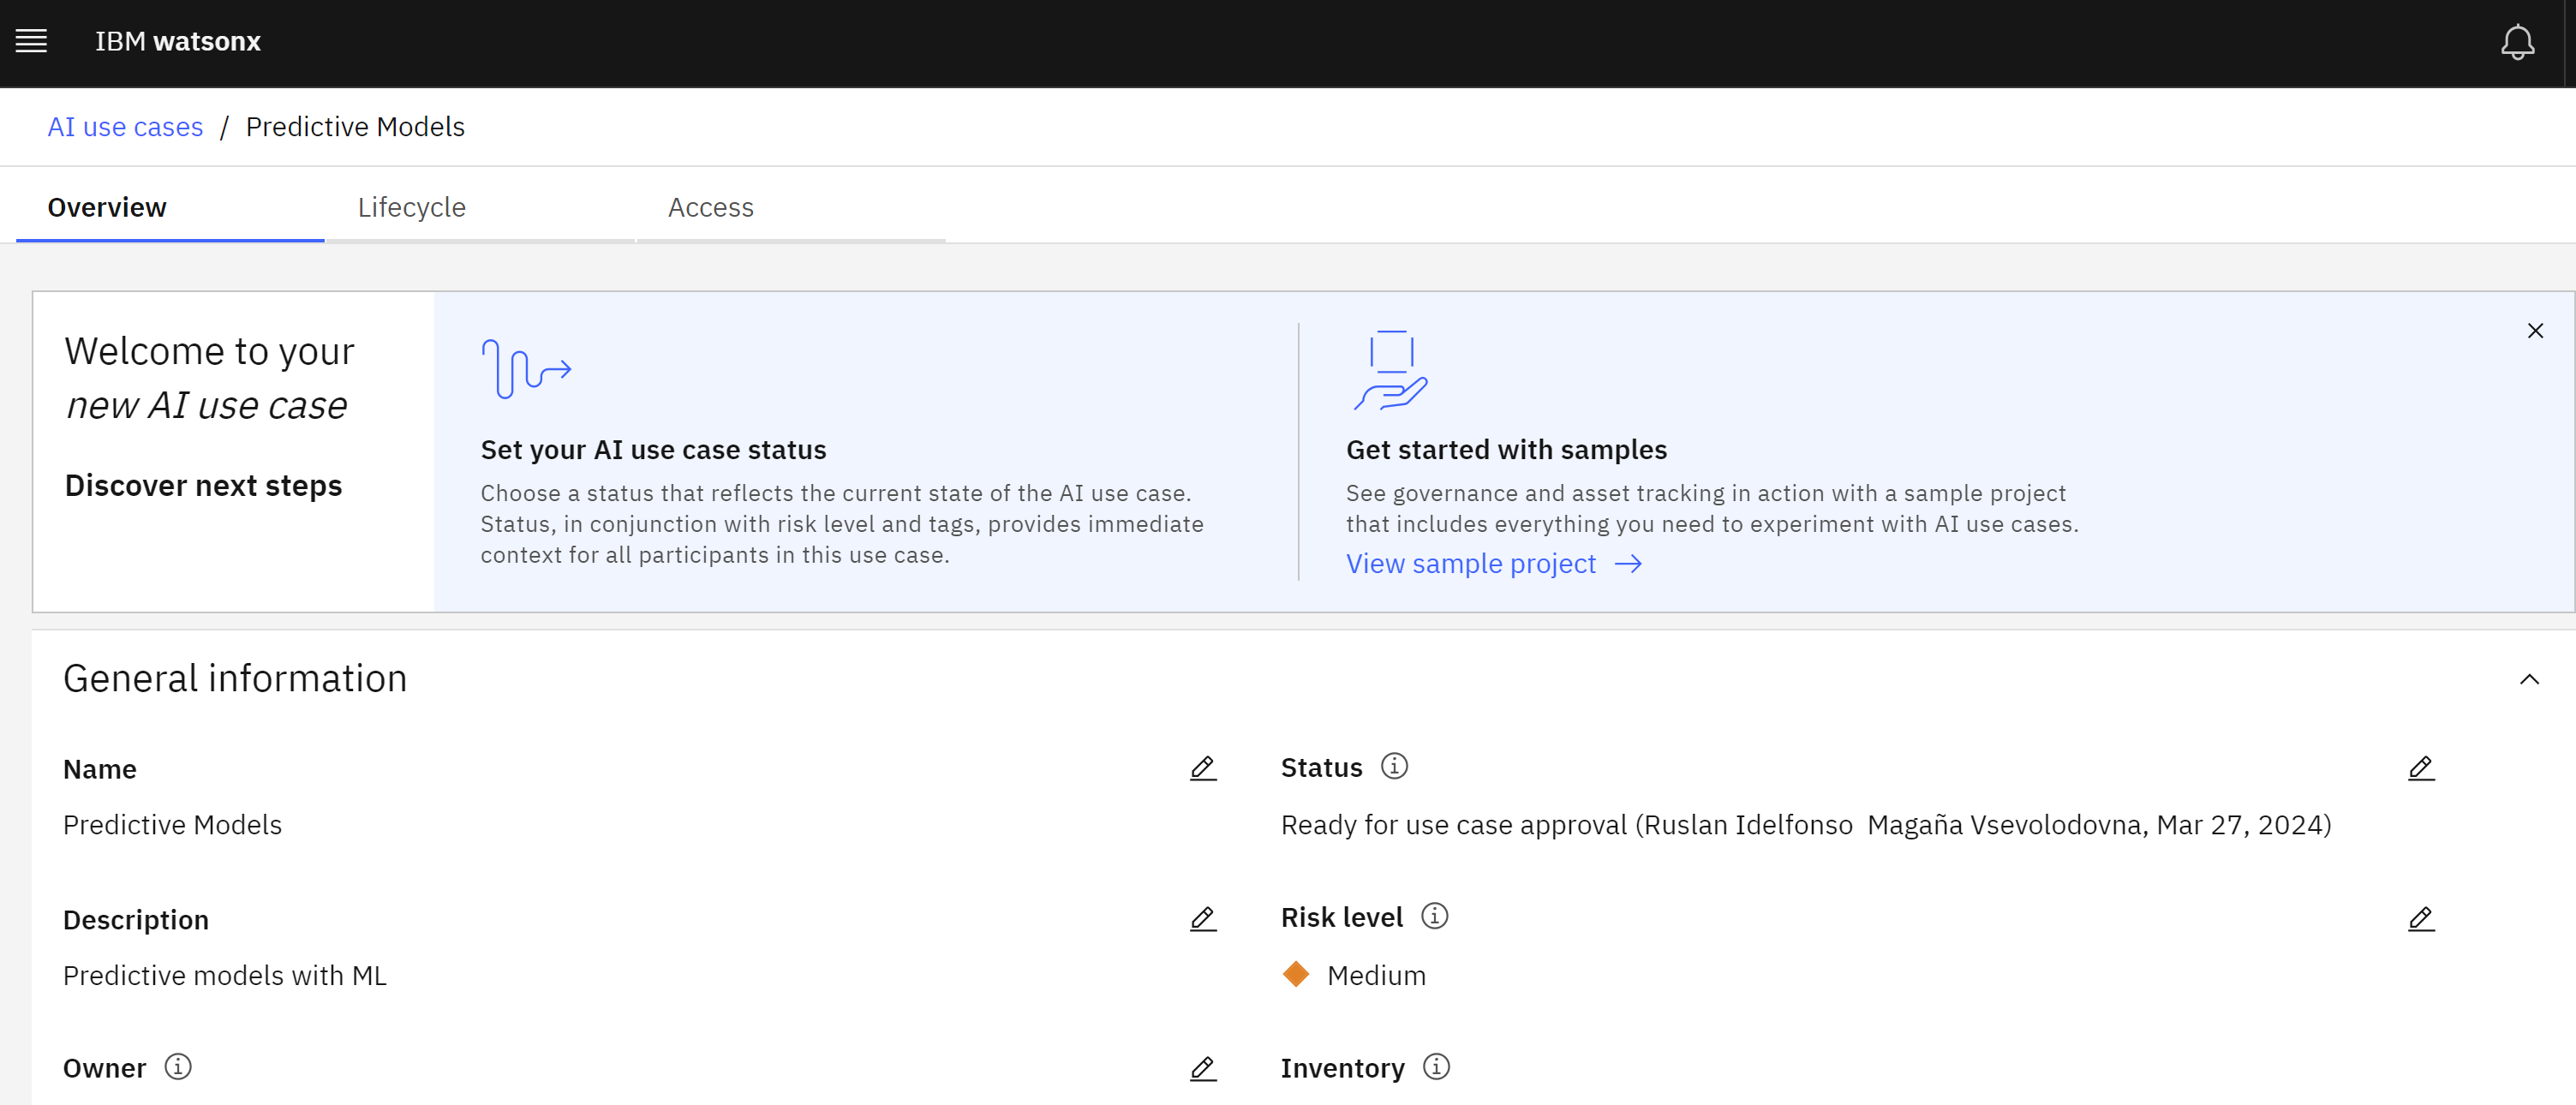 IBM watsonx
AI use cases / Predictive Models
Overview Lifecycle Access
Welcome to your
new AI use case
Discover next steps
Set your AI use case status
Choose a status that reflects the current state of the AI use case.
Status, in conjunction with risk level and tags, provides immediate
context for all participants in this use case.
Get started with samples
See governance and asset tracking in action with a sample project
that includes everything you need to experiment with AI use cases.
View sample project
General information
Name
Predictive Models
Status
Ready for use case approval (Ruslan Idelfonso  Magaña Vsevolodovna, Mar 27, 2024)
Description
Predictive models with ML
Risk level
Medium
Owner
Inventory